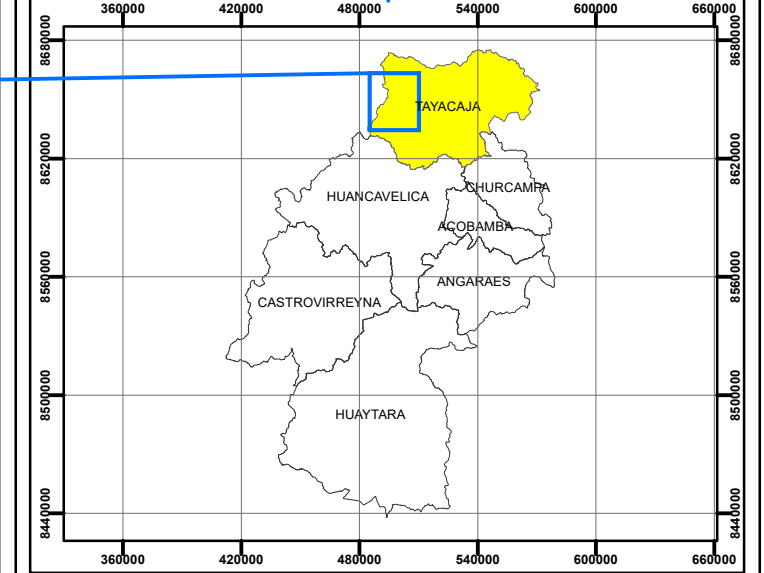 360000 420000 480000 540000 600000 660000
8680000 8680000
TAYACAJA
8620000 8620000
CHURCAMPA
HUANCAVELICA
ACOBAMBA
8560000 8560000
ANGARAES
CASTROVIRREYNA
8500000 8500000
HUAYTARA
8440000 8440000
360000 420000 480000 540000 600000 660000